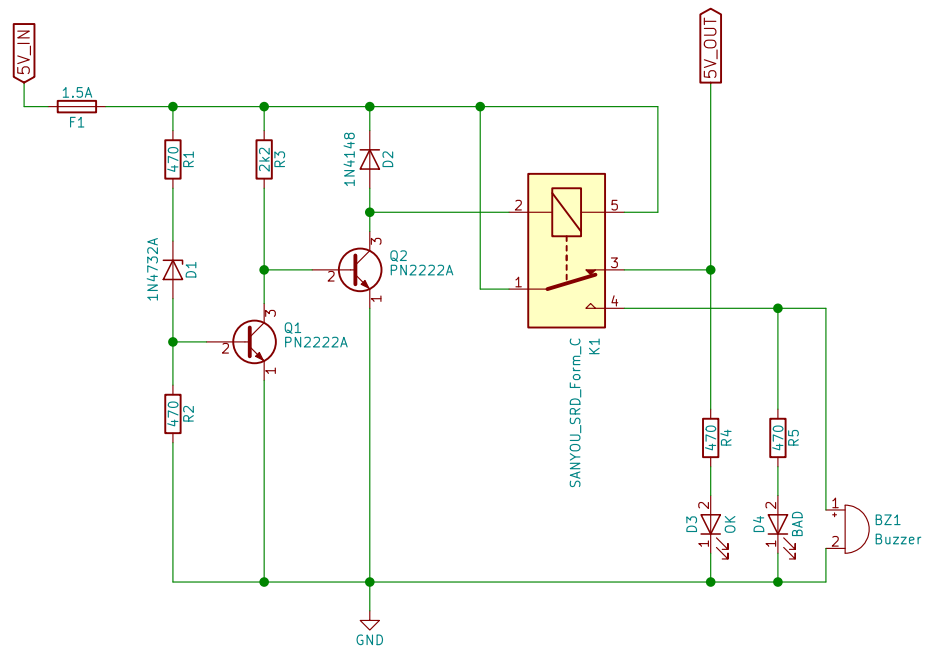 5V_IN
1.5A
F1
470
R1
2k2
R3
1N4148
D2
5V_OUT
2
5
3
1
4
SANYOU_SRD_Form_C
K1
1N4732A
D1
3
2
1
Q2
PN2222A
3
2
1
Q1
PN2222A
470
R2
470
R4
470
R5
D3
2
1
OK
D4
2
1
BAD
1
+
2
BZ1
Buzzer
GND